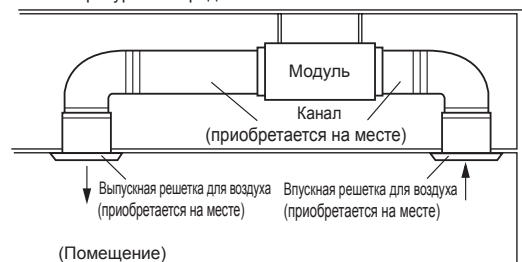 Модуль
Канал
(приобретается на месте)
Выпускная решетка для воздуха
(приобретается на месте)
Впускная решетка для воздуха
(приобретается на месте)
(Помещение)